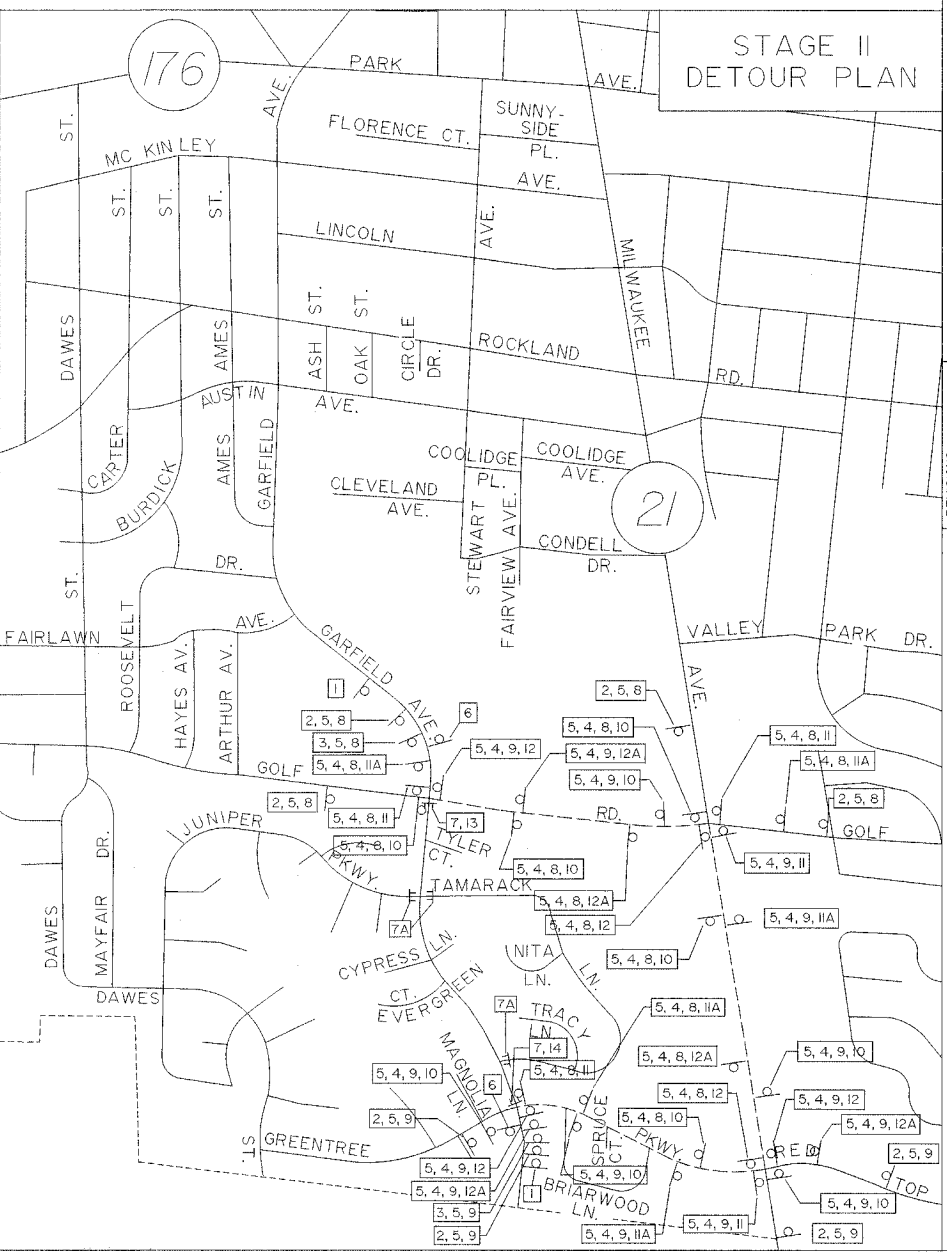 STAGE II
DETOUR PLAN
176
PARK
AVE.
AVE.
SUNNY-
SIDE
PL.
FLORENCE CT.
ST.
MC KINLEY
AVE.
ST.
ST.
ST.
AVE.
LINCOLN
MILWAUKEE
DAWES
AMES
ASH ST.
OAK ST.
CIRCLE
DR.
ROCKLAND
RD.
AUSTIN
AVE.
CARTER
BURDICK
AMES
GARFIELD
COOLIDGE
PL.
COOLIDGE
AVE.
CLEVELAND
AVE.
21
STEWART
FAIRVIEW AVE.
CONDELL
DR.
DR.
ST.
ROOSEVELT
FAIRLAWN
AVE.
HAYES AV.
ARTHUR AV.
GARFIELD
AVE
VALLEY
PARK DR.
AVE.
1
2, 5, 8
3, 5, 8
5, 4, 8, 11A
6
5, 4, 9, 12
2, 5, 8
5, 4, 8, 10
5, 4, 9, 12A
5, 4, 9, 10
5, 4, 8, 11
5, 4, 8, 11A
2, 5, 8
GOLF
RD.
GOLF
2, 5, 8
5, 4, 8, 11
5, 4, 8, 10
7, 13
TYLER
CT.
JUNIPER
PKWY.
TAMARACK
LN.
7A
5, 4, 8, 10
5, 4, 8, 12A
5, 4, 8, 12
5, 4, 9, 11
5, 4, 9, 11A
5, 4, 8, 10
DAWES
MAYFAIR DR.
DAWES
CYPRESS LN.
NITA
LN.
CT.
EVERGREEN
7A
TRACY
LN.
7, 14
5, 4, 8, 11
5, 4, 8, 11A
5, 4, 8, 12A
5, 4, 9, 10
5, 4, 8, 12
5, 4, 9, 12
5, 4, 8, 10
5, 4, 9, 12A
MAGNOLIA
LN.
5, 4, 9, 10
6
2, 5, 9
ST.
GREENTREE
PKWY
RED
TOP
2, 5, 9
SPRUCE
CT.
5, 4, 9, 12
5, 4, 9, 12A
3, 5, 9
2, 5, 9
1
5, 4, 9, 10
BRIARWOOD
LN.
5, 4, 9, 11A
5, 4, 9, 11
5, 4, 9, 10
2, 5, 9